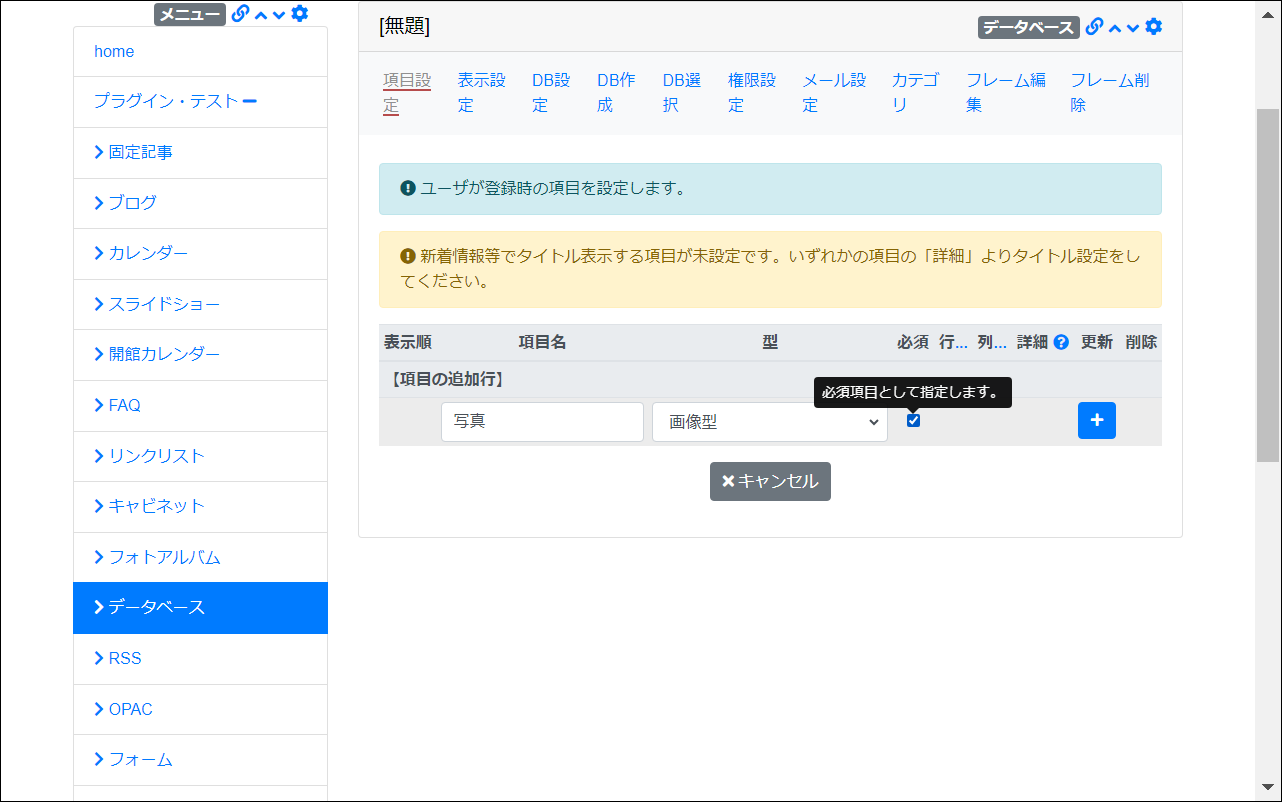 メニュー
home
プラグイン・テスト
固定記事
ブログ
カレンダー
スライドショー
開館カレンダー
FAQ
リンクリスト
キャビネット
フォトアルバム
データベース
RSS
OPAC
フォーム
[無題]
データベース
項目設定
表示設定
DB設定
DB作成
DB選択
権限設定
メール設定
カテゴリ
フレーム編集
フレーム削除
ユーザが登録時の項目を設定します。
新着情報等でタイトル表示する項目が未設定です。いずれかの項目の「詳細」よりタイトル設定をし
てください。
表示順 項目名 型 必須 行... 列... 詳細 更新 削除
【項目の追加行】
必須項目として指定します。
写真 画像型
キャンセル